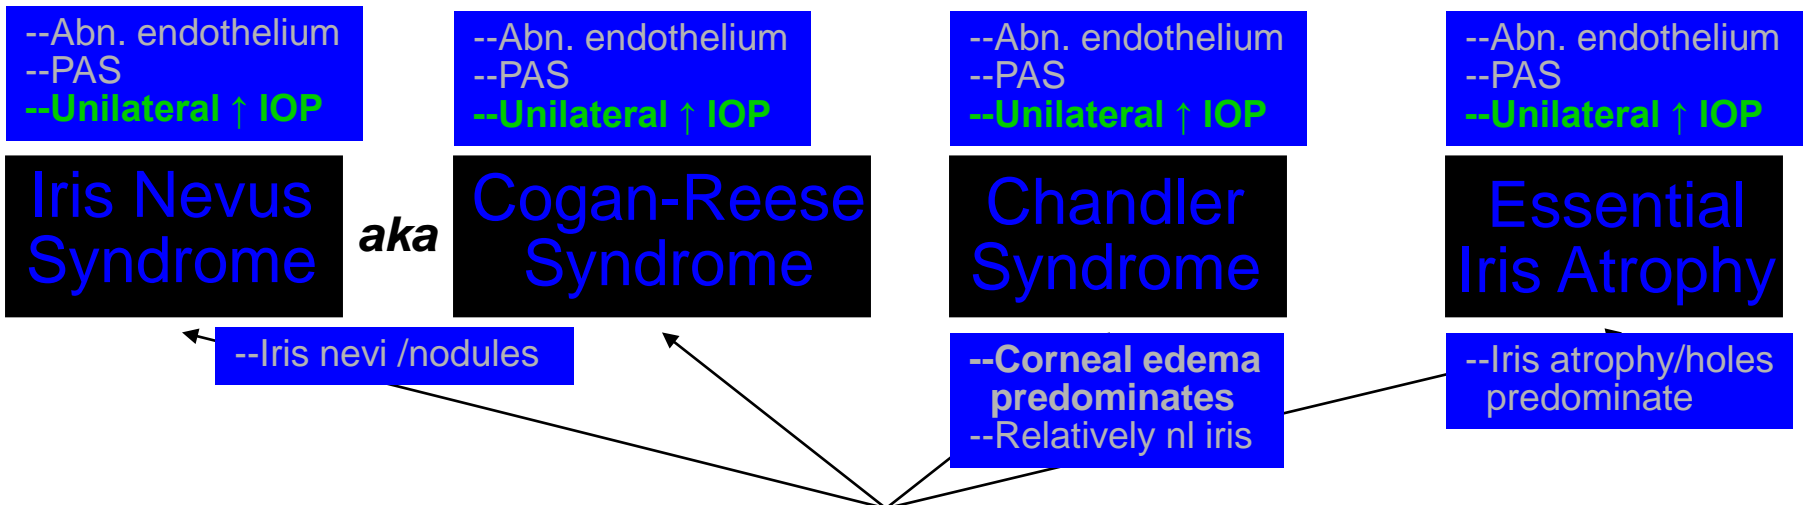 --Abn. endothelium
--PAS
--Unilateral ↑ IOP
--Abn. endothelium
--PAS
--Unilateral ↑ IOP
--Abn. endothelium
--PAS
--Unilateral ↑ IOP
--Abn. endothelium
--PAS
--Unilateral ↑ IOP
Iris Nevus
Syndrome
aka
Cogan-Reese
Syndrome
Chandler
Syndrome
Essential
Iris Atrophy
--Iris nevi /nodules
--Corneal edema
predominates
--Relatively nl iris
--Iris atrophy/holes
predominate